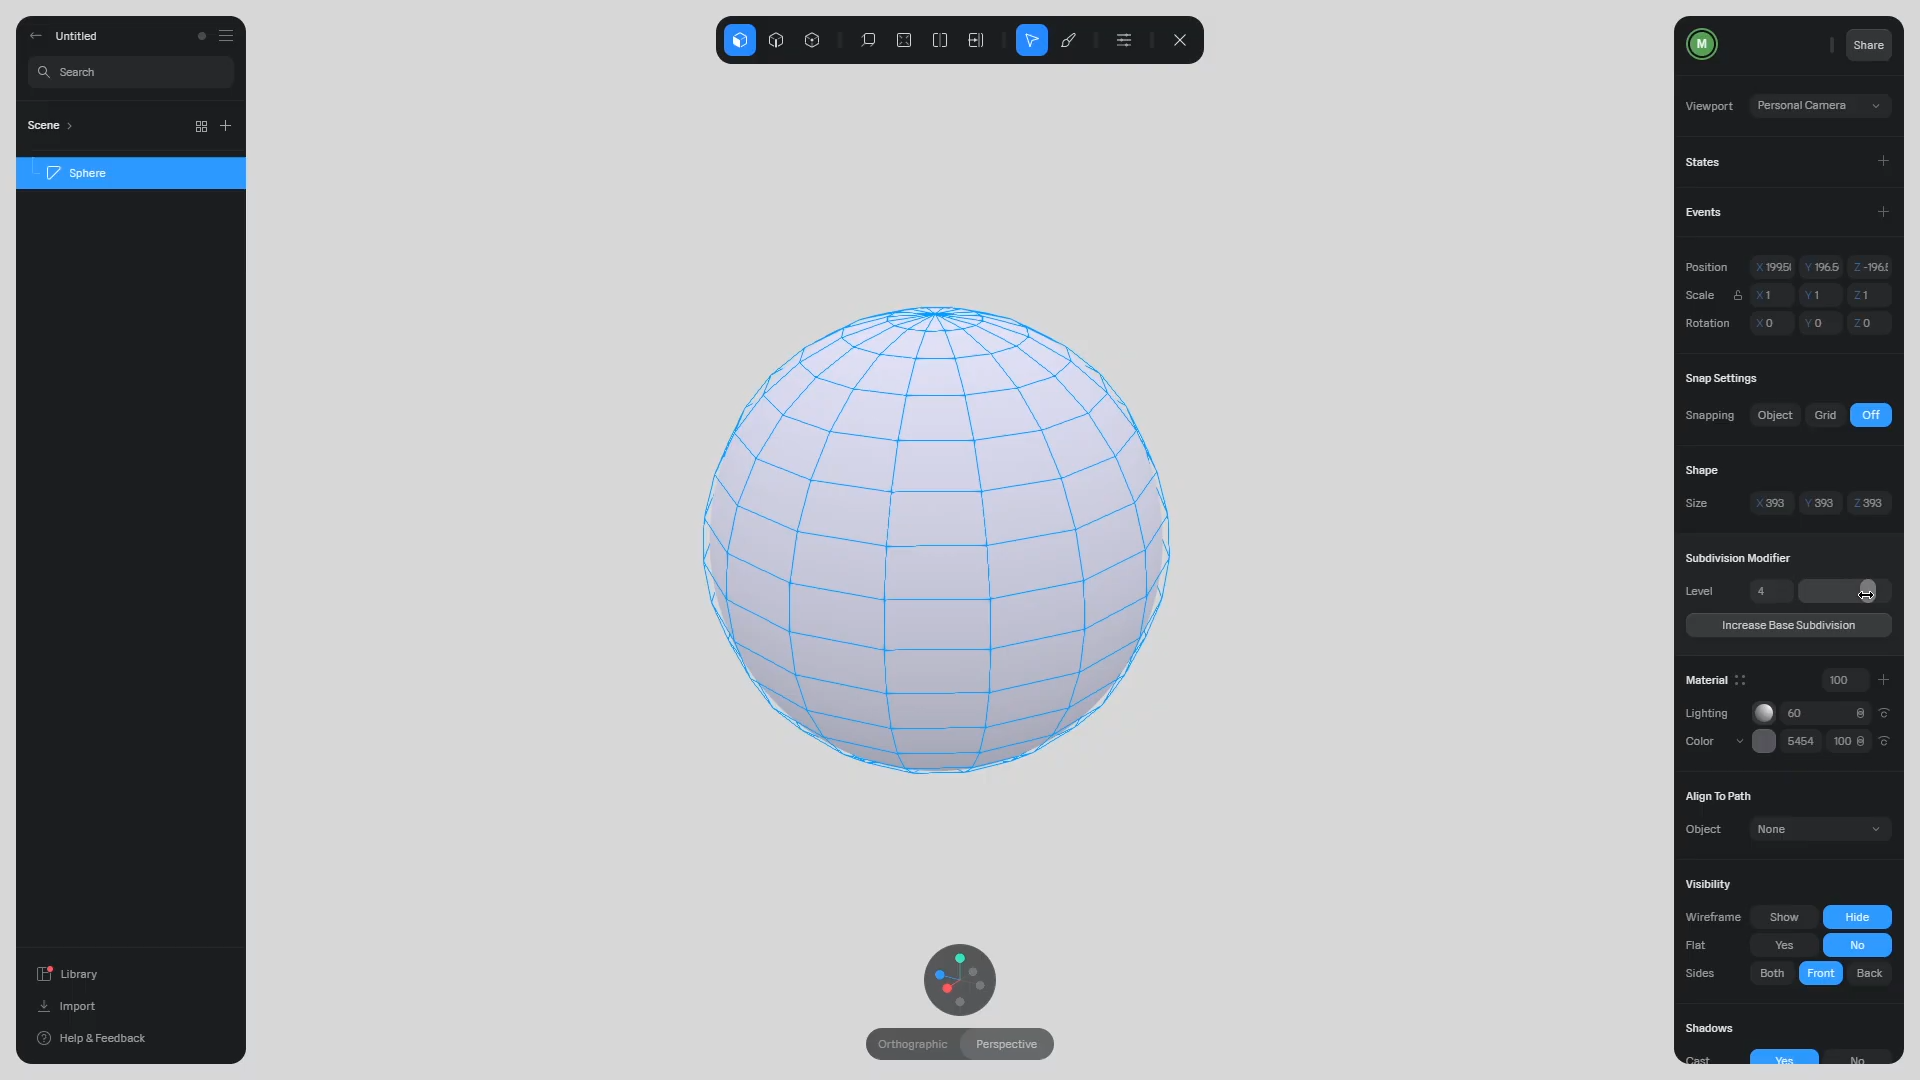 Untitled
Search
Scene
Sphere
Library
Import
Help & Feedback
Orthographic Perspective
M
Share
Viewport Personal Camera
States
Events
Position X 199.5 Y 196.5 Z -196.5
Scale X 1 Y 1 Z 1
Rotation X 0 Y 0 Z 0
Snap Settings
Snapping Object Grid Off
Shape
Size X 393 Y 393 Z 393
Subdivision Modifier
Level 4
Increase Base Subdivision
Material 100
Lighting 60
Color 5454 100
Align To Path
Object None
Visibility
Wireframe Show Hide
Flat Yes No
Sides Both Front Back
Shadows
Cast Yes No